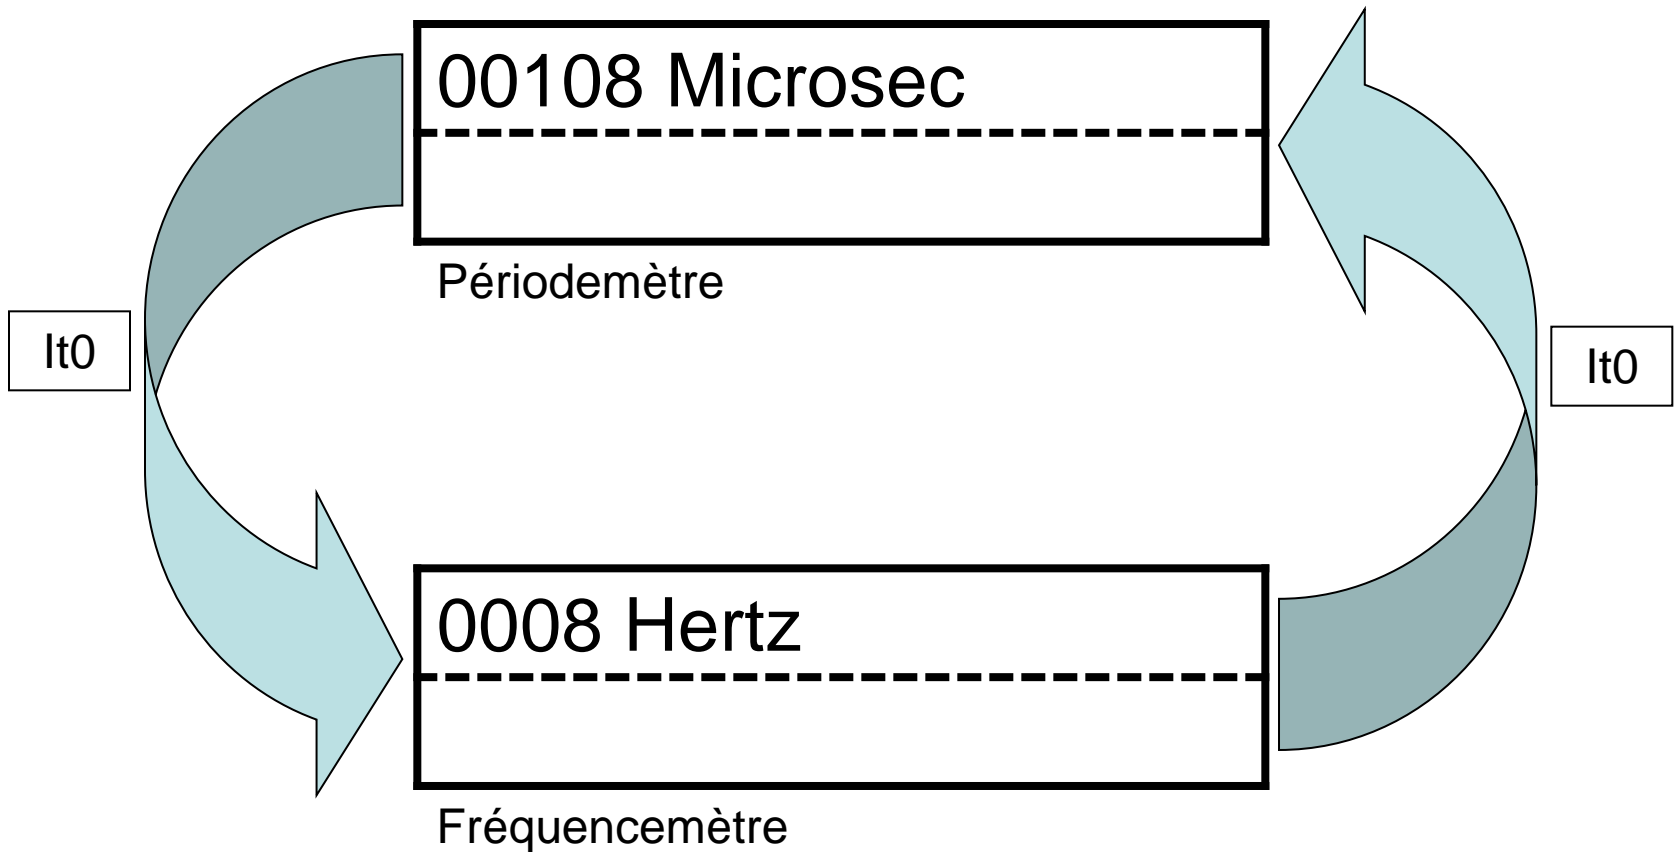 00108 Microsec
Périodemètre
It0
It0
0008 Hertz
Fréquencemètre